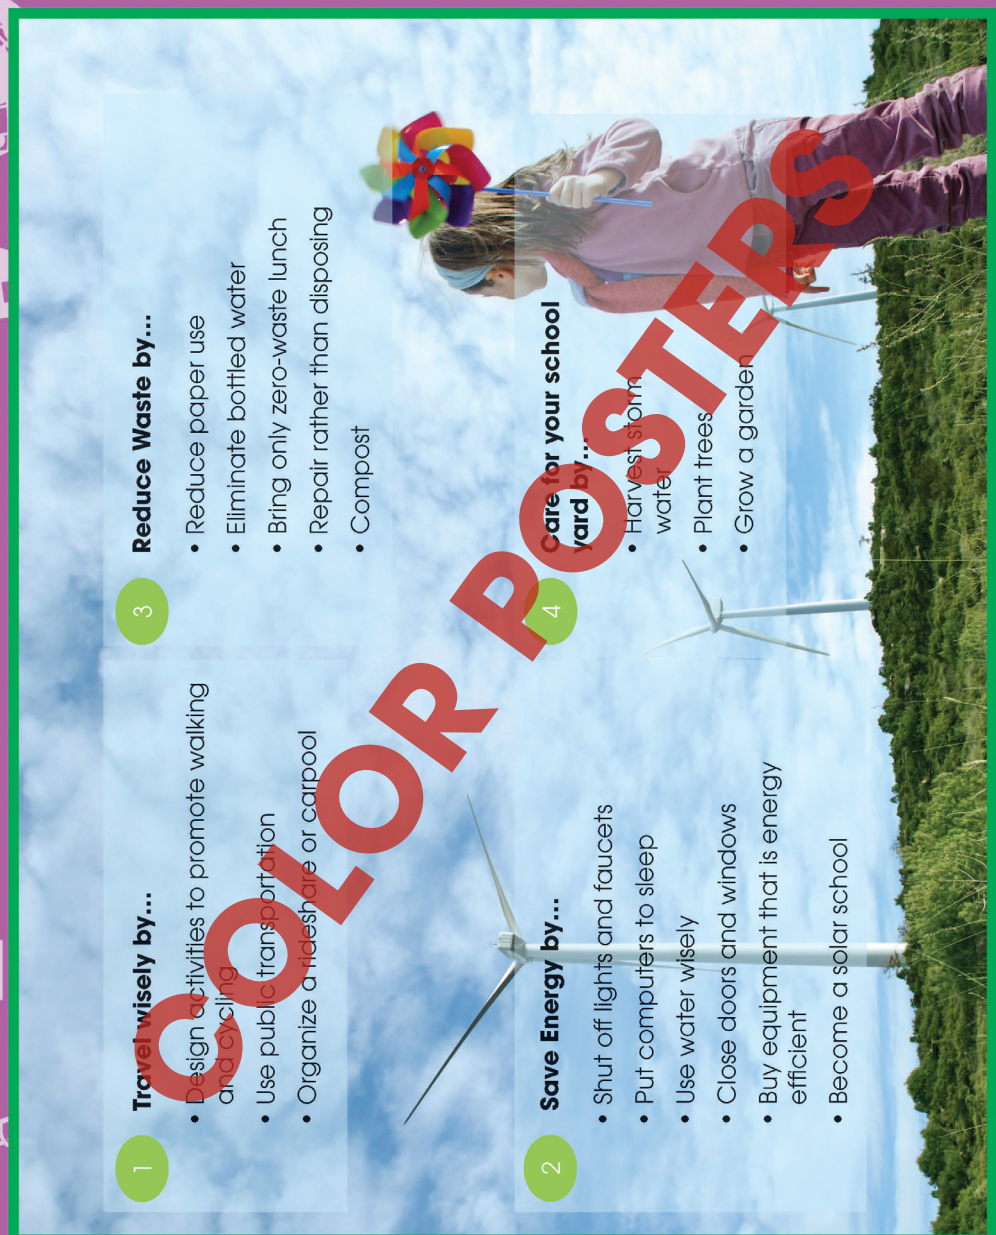 1
Travel wisely by...
• Design activities to promote walking
and cycling
• Use public transportation
• Organize a rideshare or carpool
2
Save Energy by...
• Shut off lights and faucets
• Put computers to sleep
• Use water wisely
• Close doors and windows
• Buy equipment that is energy
efficient
• Become a solar school
3
Reduce Waste by...
• Reduce paper use
• Eliminate bottled water
• Bring only zero-waste lunch
• Repair rather than disposing
• Compost
4
Care for your school
yard by...
• Harvest storm
water
• Plant trees
• Grow a garden
COLOR POSTERS